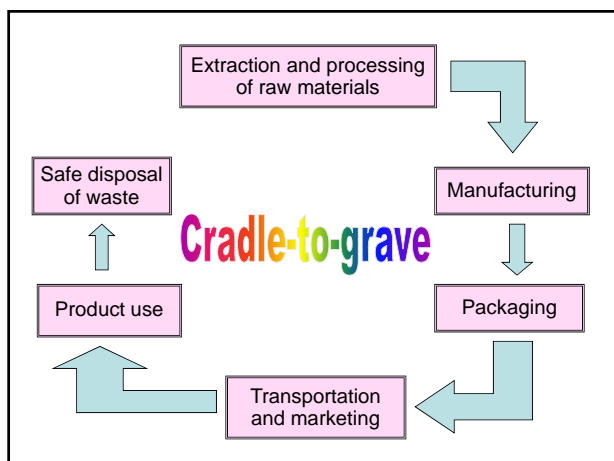 Extraction and processing
of raw materials
Manufacturing
Packaging
Transportation
and marketing
Product use
Safe disposal
of waste
Cradle-to-grave